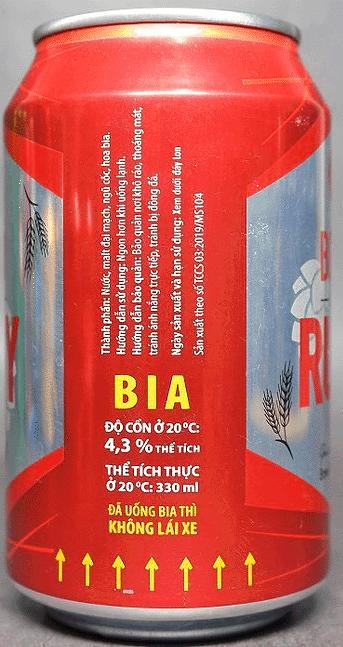 Thành phần: Nước, malt đại mạch, ngũ cốc, hoa bia.
Hướng dẫn sử dụng: Ngon hơn khi uống lạnh.
Hướng dẫn bảo quản: Bảo quản nơi khô ráo, thoáng mát,
tránh ánh nắng trực tiếp, tránh bị đông đá.
Ngày sản xuất và hạn sử dụng: Xem dưới đáy lon
Sản xuất theo số TCCS 03:2019/MS104
BIA
ĐỘ CỒN Ở 20°C:
4,3 % THỂ TÍCH
THỂ TÍCH THỰC
Ở 20°C: 330 ml
ĐÃ UỐNG BIA THÌ
KHÔNG LÁI XE